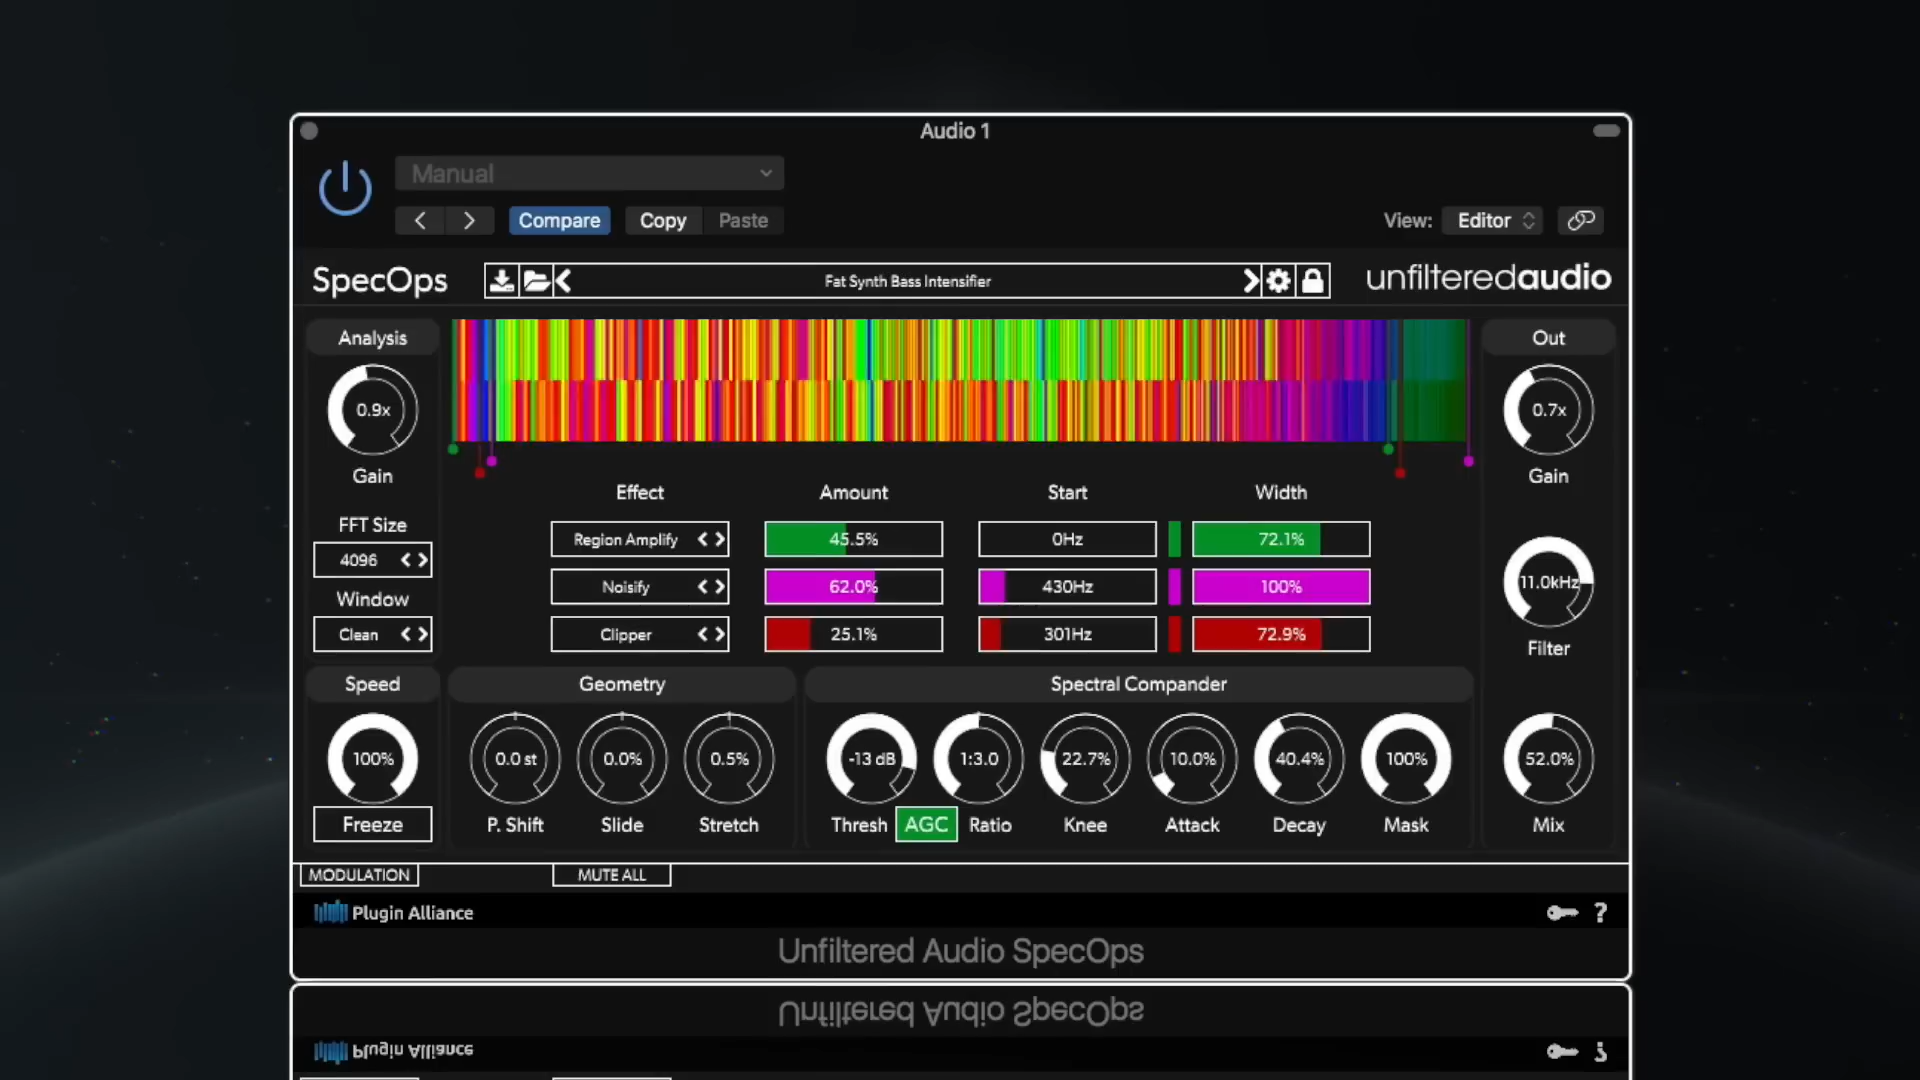 Audio 1
Manual
Compare Copy Paste
View: Editor
SpecOps
Fat Synth Bass Intensifier
unfilteredaudio
Analysis
0.9x
Gain
FFT Size
4096
Window
Clean
Out
0.7x
Gain
11.0kHz
Filter
Effect Amount Start Width
Region Amplify 45.5% 0Hz 72.1%
Noisify 62.0% 430Hz 100%
Clipper 25.1% 301Hz 72.9%
Speed
100%
Freeze
Geometry
0.0 st 0.0% 0.5%
P. Shift Slide Stretch
Spectral Compander
-13 dB 1:3.0 22.7% 10.0% 40.4% 100%
Thresh AGC Ratio Knee Attack Decay Mask
52.0%
Mix
MODULATION MUTE ALL
Plugin Alliance ?
Unfiltered Audio SpecOps
Unfiltered Audio SpecOps
Plugin Alliance ?